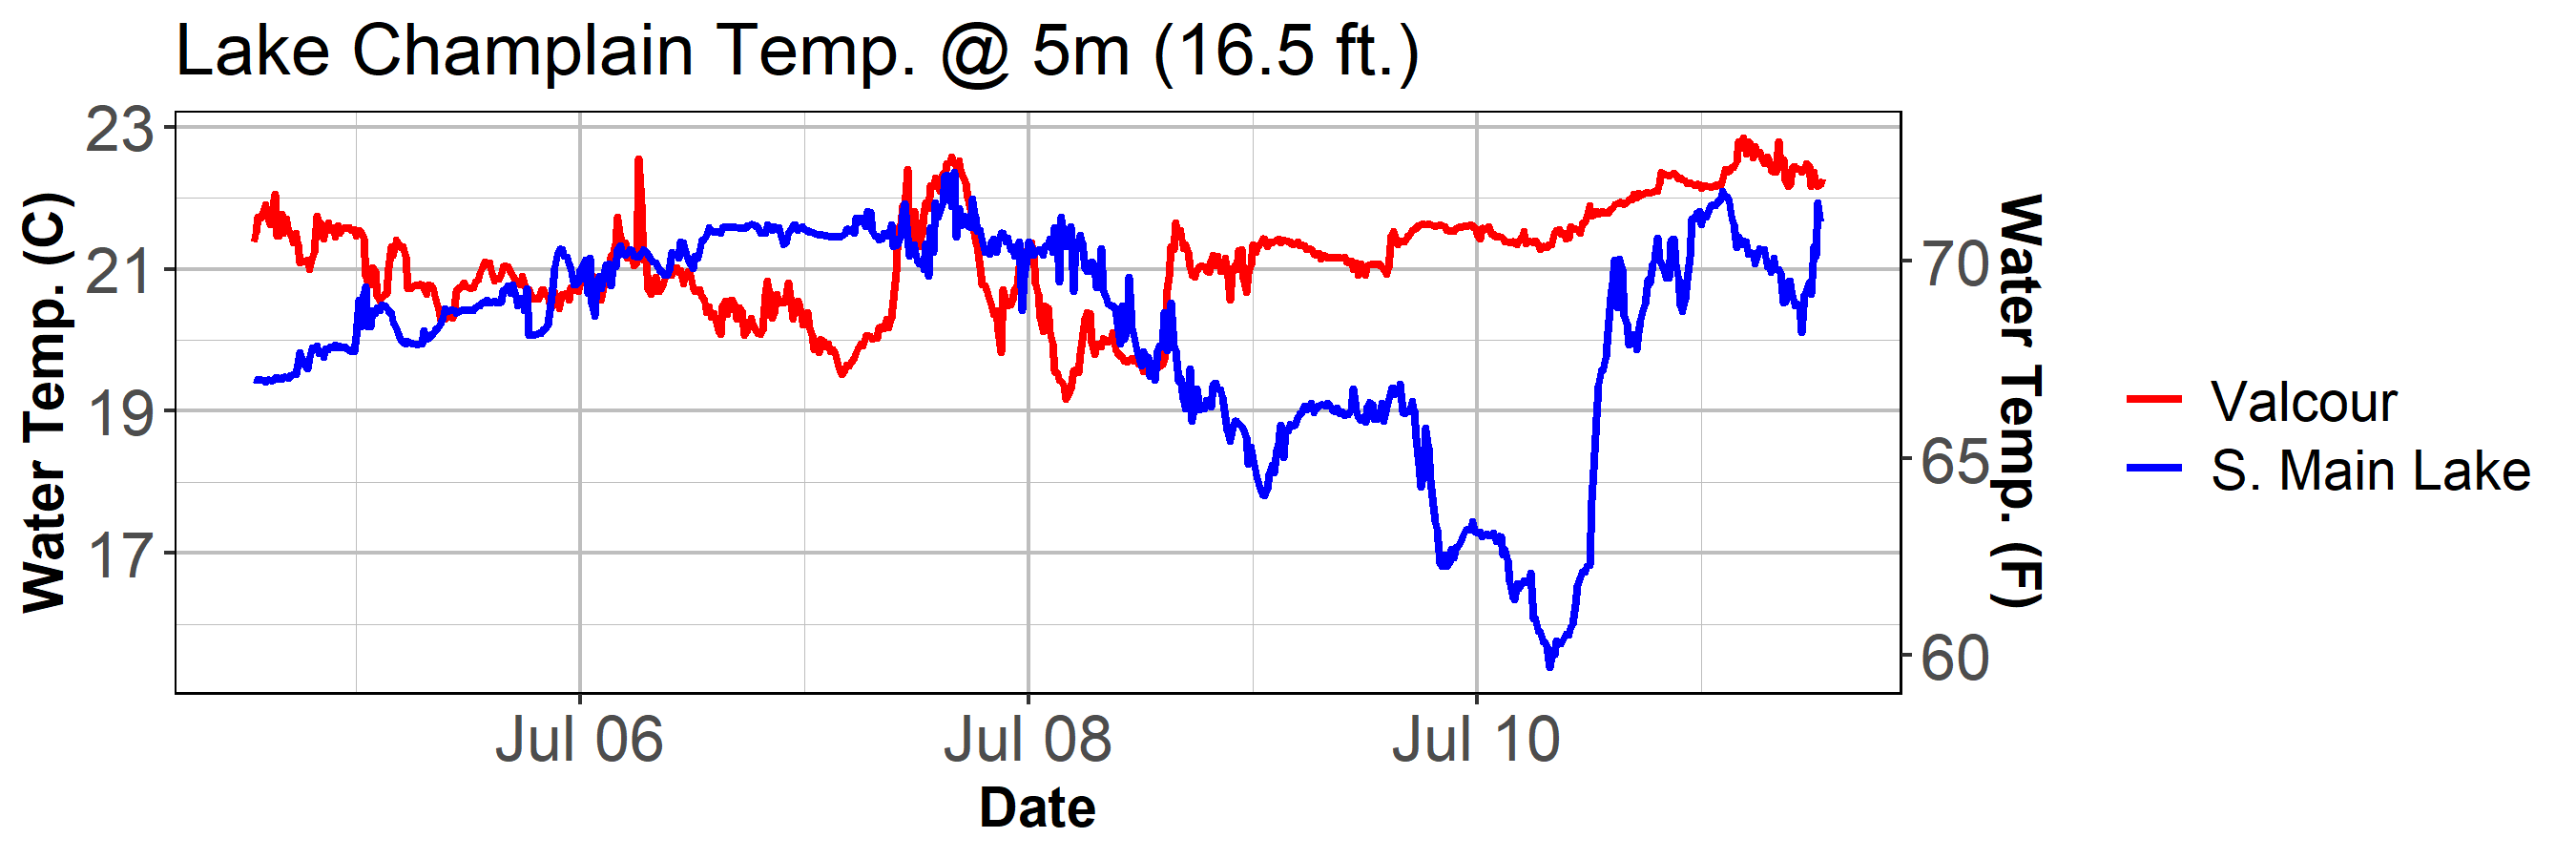 Lake Champlain Temp. @ 5m (16.5 ft.)
Water Temp. (C)
23
21
19
17
70
65
60
Water Temp. (F)
Jul 06
Jul 08
Jul 10
Date
Valcour
S. Main Lake